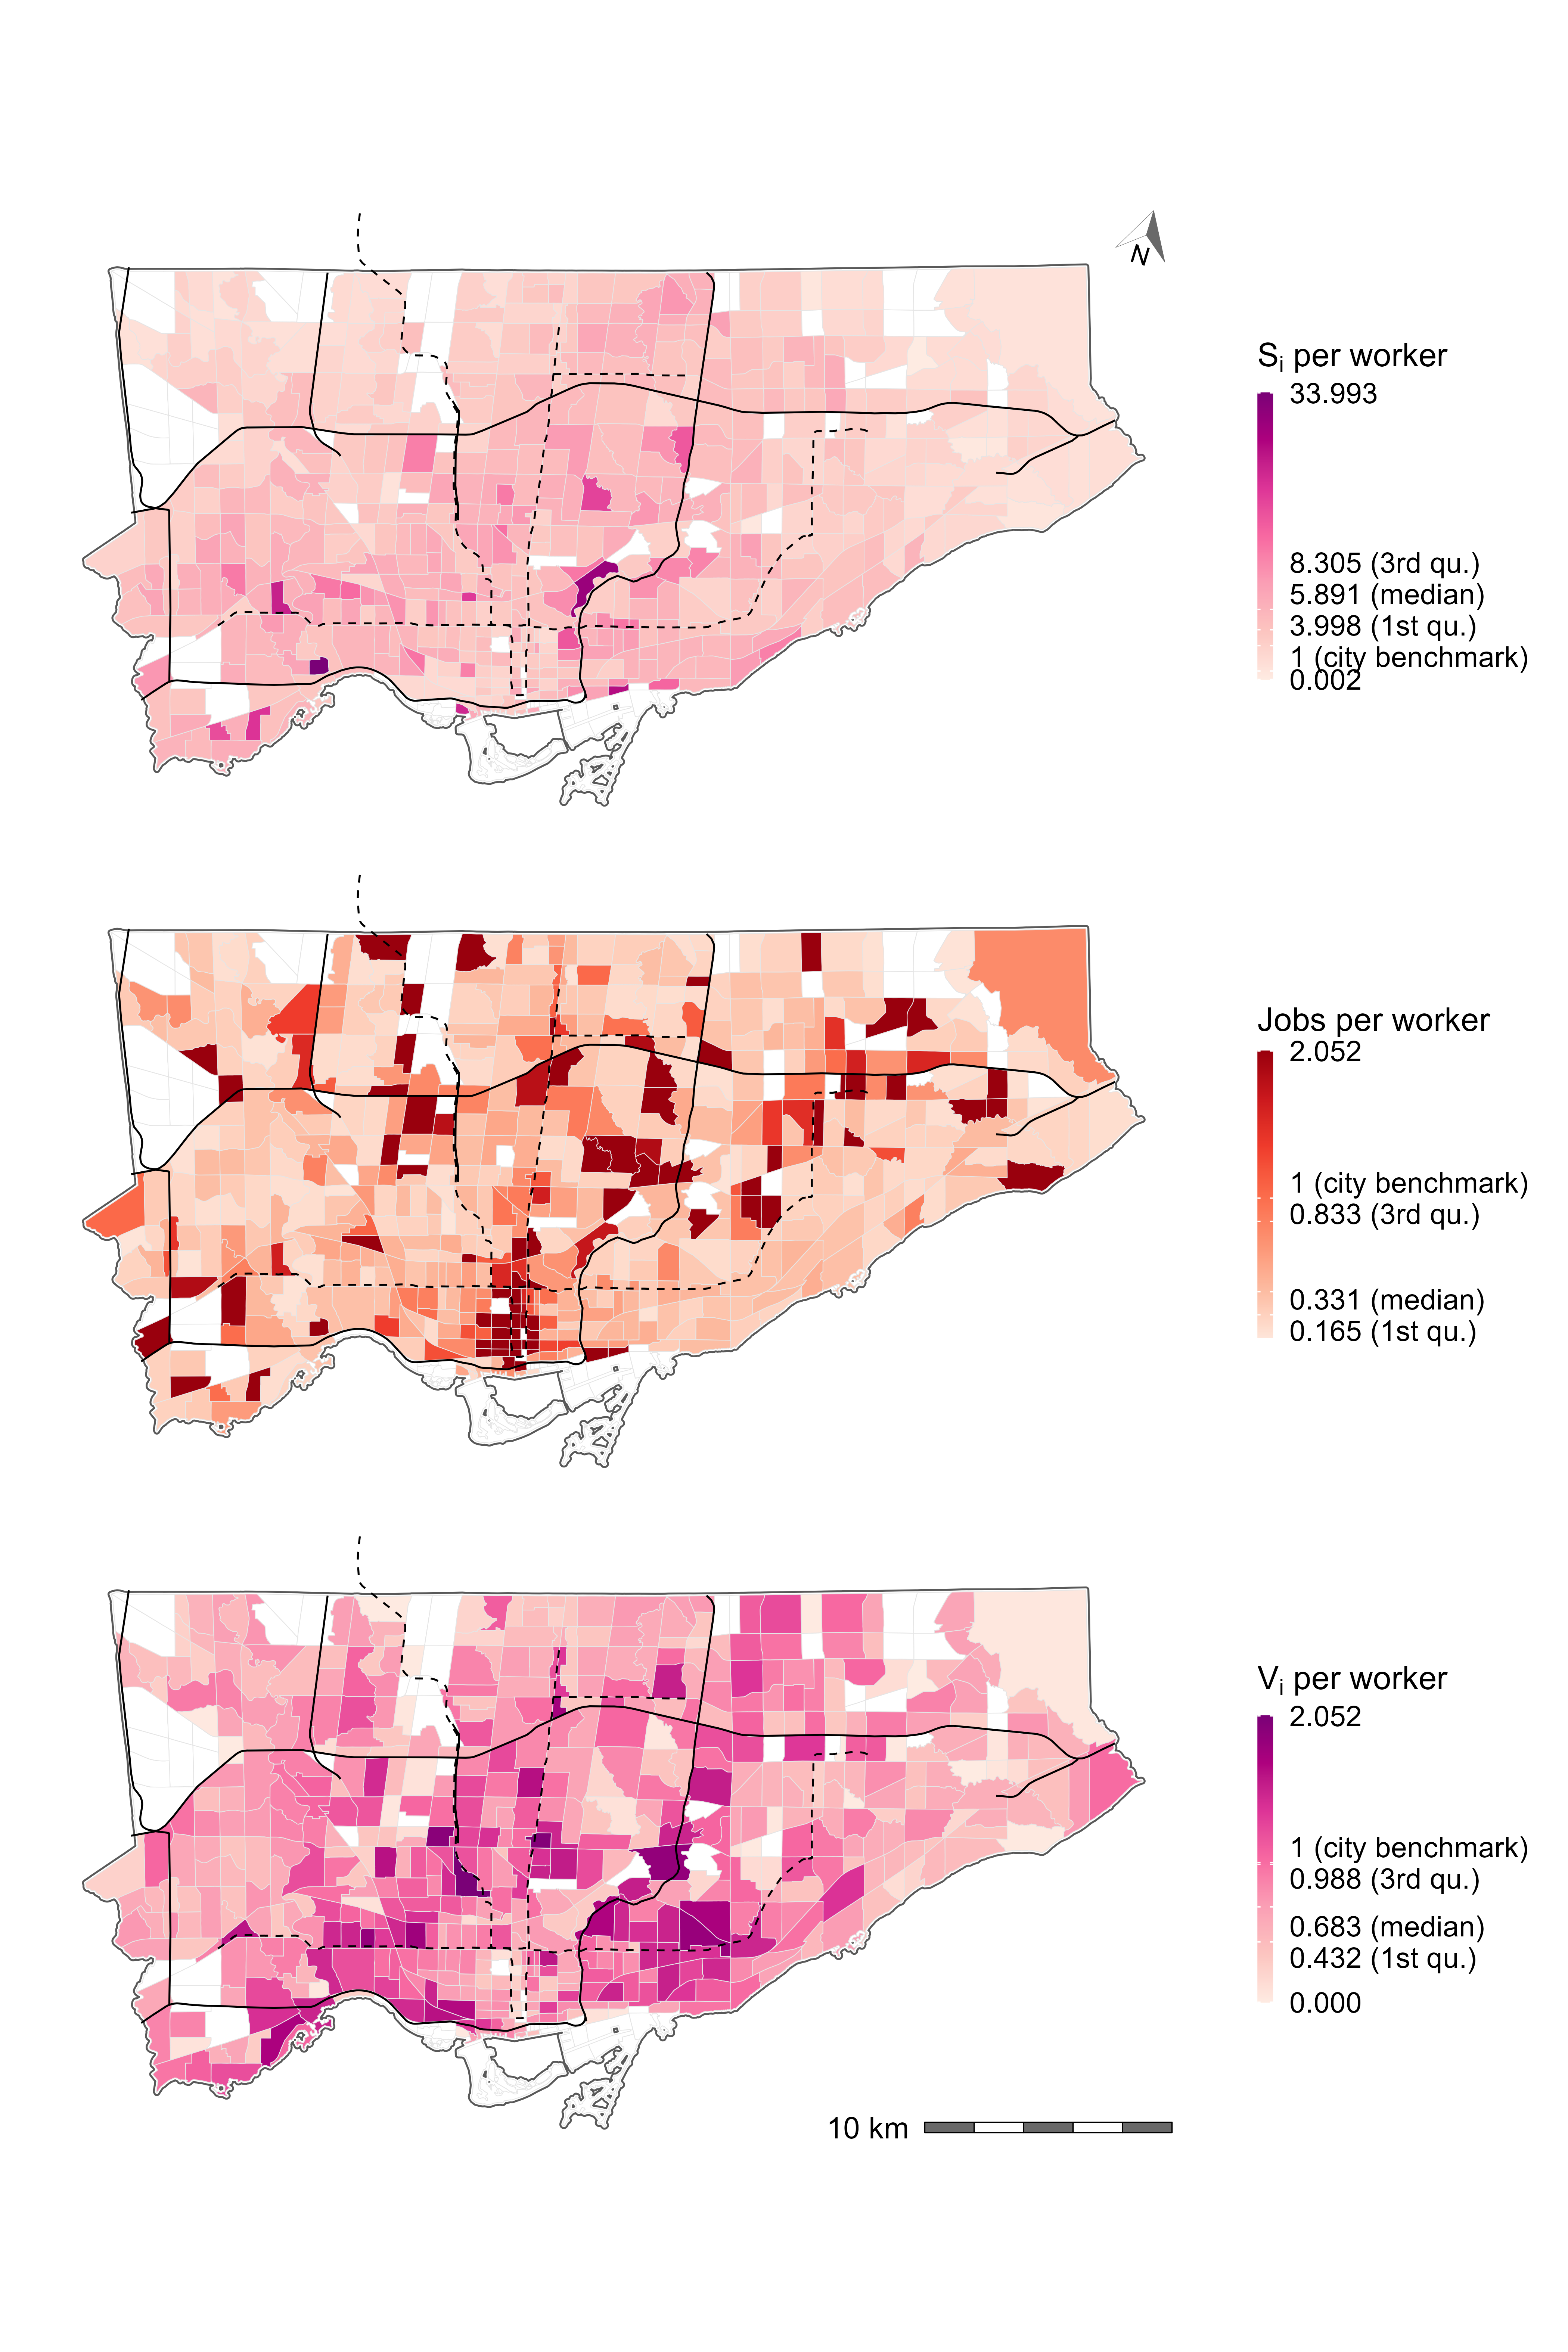 N
Sᵢ per worker
33.993
8.305 (3rd qu.)
5.891 (median)
3.998 (1st qu.)
1 (city benchmark)
0.002
Jobs per worker
2.052
1 (city benchmark)
0.833 (3rd qu.)
0.331 (median)
0.165 (1st qu.)
Vᵢ per worker
2.052
1 (city benchmark)
0.988 (3rd qu.)
0.683 (median)
0.432 (1st qu.)
0.000
10 km